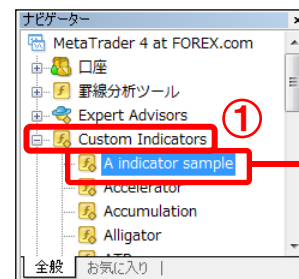 ナビゲーター
MetaTrader 4 at FOREX.com
口座
罫線分析ツール
Expert Advisors
①
Custom Indicators
A indicator sample
Accelerator
Accumulation
Alligator
ATR
全般 | お気に入り |